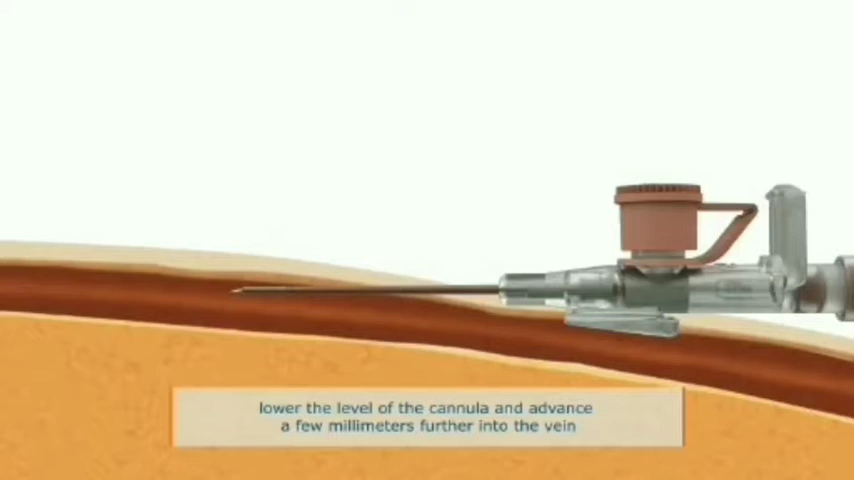 lower the level of the cannula and advance
a few millimeters further into the vein